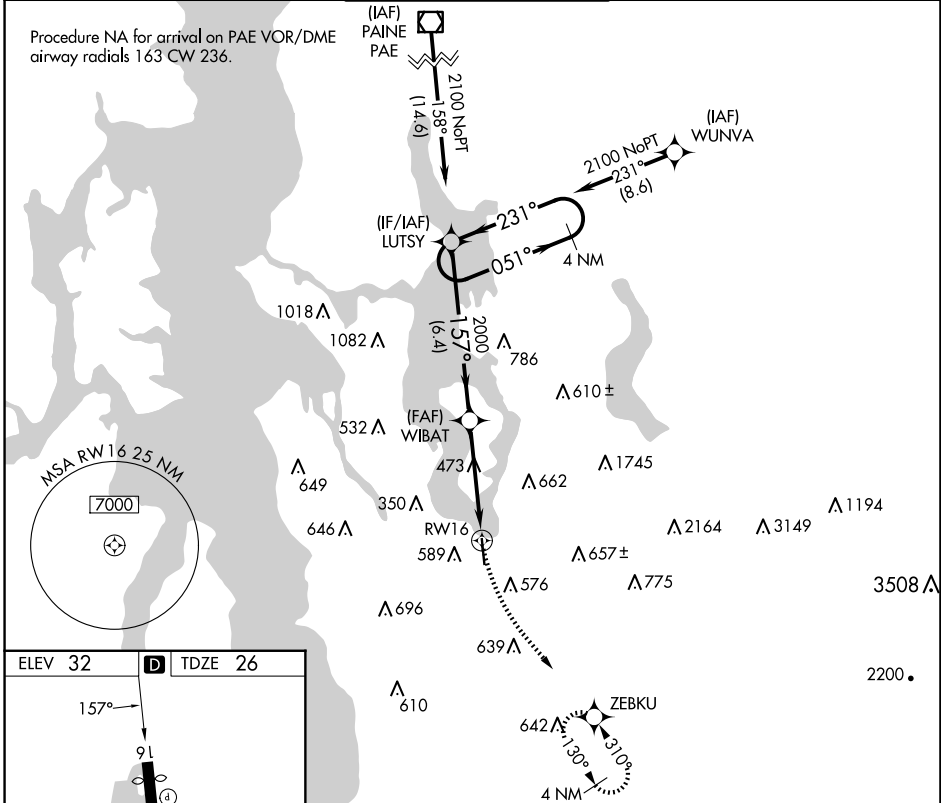 Procedure NA for arrival on PAE VOR/DME
airway radials 163 CW 236.
(IAF)
PAINE
PAE
2100 NoPT
158°
(14.6)
(IAF)
WUNVA
2100 NoPT
231°
(8.6)
(IF/IAF)
LUTSY
231°
051°
4 NM
2000
157°
(6.4)
1018
1082
786
610 ±
(FAF)
WIBAT
532
473
649
662
1745
350
646
RW16
589
657 ±
2164
3149
1194
576
775
3508
696
639
2200
610
MSA RW16 25 NM
7000
ZEBKU
642
130°
310°
4 NM
ELEV 32
D
TDZE 26
157°
16
P